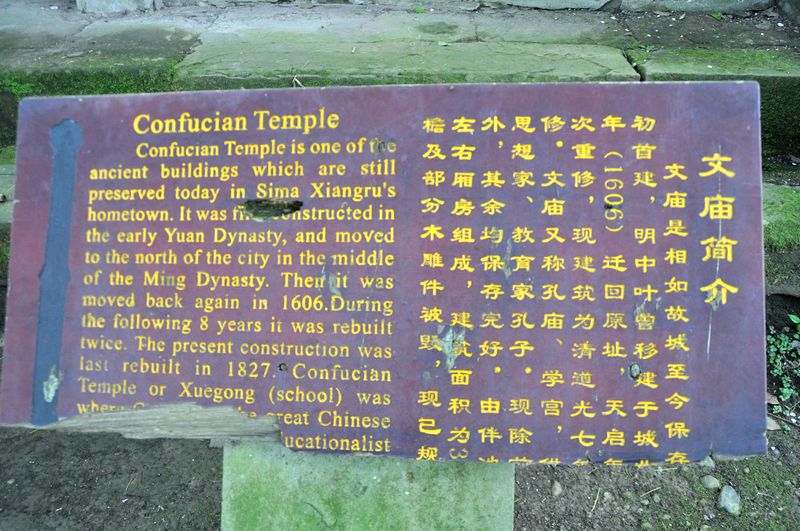 Confucian Temple
Confucian Temple is one of the
ancient buildings which are still
preserved today in Sima Xiangru's
hometown. It was constructed in
the early Yuan Dynasty, and moved
to the north of the city in the middle
of the Ming Dynasty. Then it was
moved back again in 1606.During
the following 8 years it was rebuilt
twice. The present construction was
last rebuilt in 1827. Confucian
Temple or Xuegong (school) was
great Chinese
文庙简介
文庙是相如故城至今保存
初首建，明中叶曾移建于城
年（1606）迁回原址，天启年
次重修，现建筑为清道光七年
修。文庙又称孔庙、学宫，
思想家、教育家孔子。现除
外，其余均保存完好。由伴
左右厢房组成，建筑面积为3
檐及部分木雕件被毁，现已规